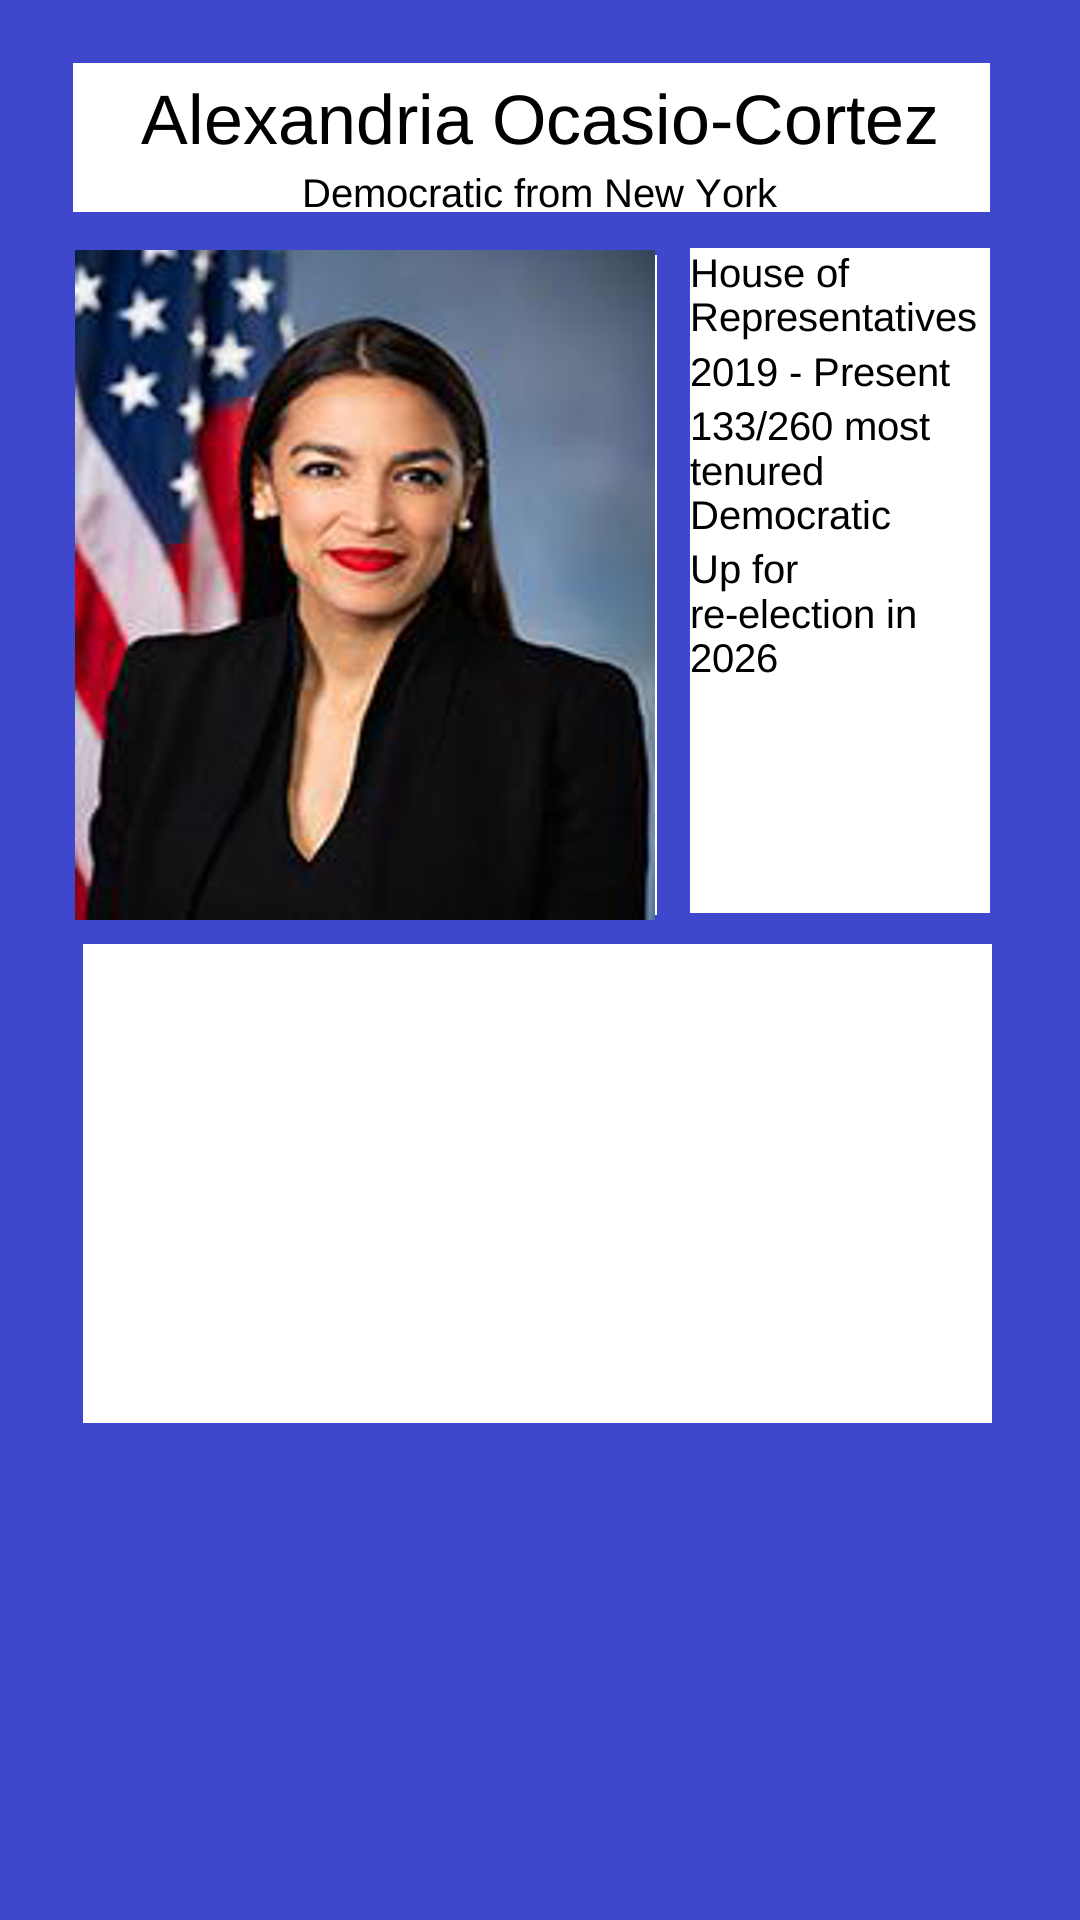 Alexandria Ocasio-Cortez
Democratic from New York
House of
Representatives
2019 - Present
133/260 most
tenured
Democratic
Up for
re-election in
2026